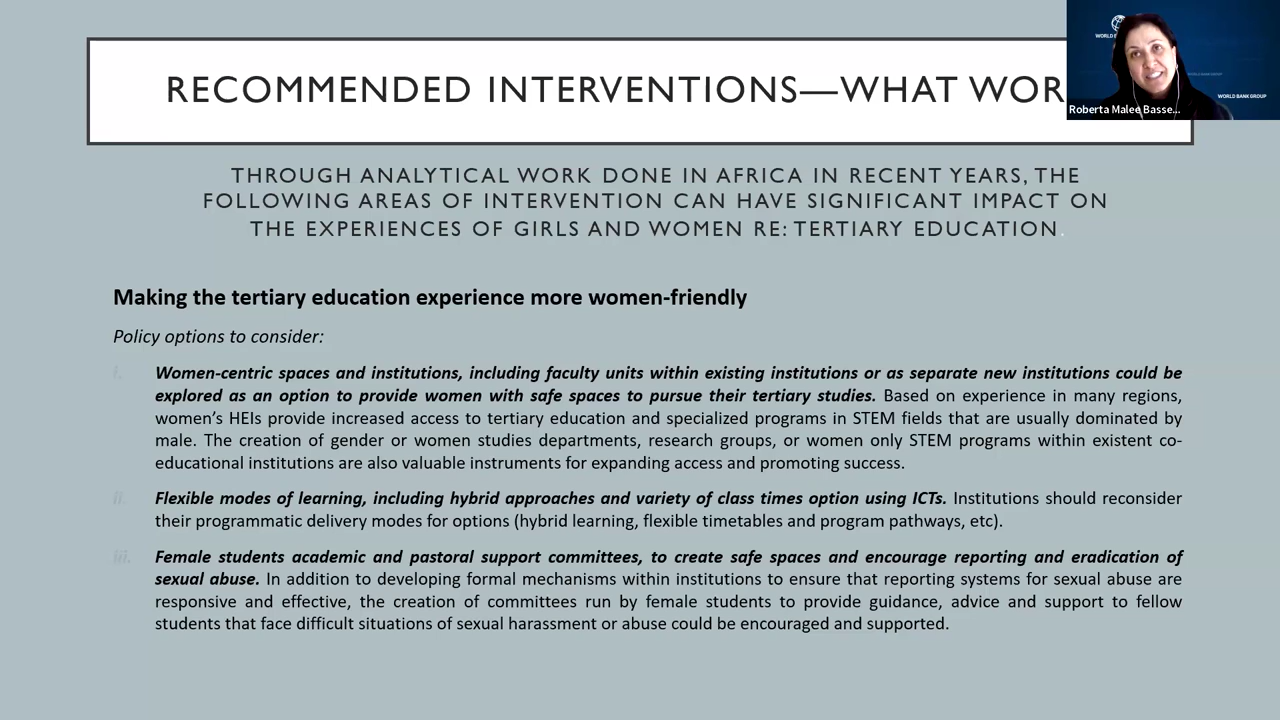 RECOMMENDED INTERVENTIONS—WHAT WOR
WORLD B
WORLD BANK GROUP
Roberta Malee Basse...
THROUGH ANALYTICAL WORK DONE IN AFRICA IN RECENT YEARS, THE
FOLLOWING AREAS OF INTERVENTION CAN HAVE SIGNIFICANT IMPACT ON
THE EXPERIENCES OF GIRLS AND WOMEN RE: TERTIARY EDUCATION.
Making the tertiary education experience more women-friendly
Policy options to consider:
i. Women-centric spaces and institutions, including faculty units within existing institutions or as separate new institutions could be
explored as an option to provide women with safe spaces to pursue their tertiary studies. Based on experience in many regions,
women's HEIs provide increased access to tertiary education and specialized programs in STEM fields that are usually dominated by
male. The creation of gender or women studies departments, research groups, or women only STEM programs within existent co-
educational institutions are also valuable instruments for expanding access and promoting success.
ii. Flexible modes of learning, including hybrid approaches and variety of class times option using ICTs. Institutions should reconsider
their programmatic delivery modes for options (hybrid learning, flexible timetables and program pathways, etc).
iii. Female students academic and pastoral support committees, to create safe spaces and encourage reporting and eradication of
sexual abuse. In addition to developing formal mechanisms within institutions to ensure that reporting systems for sexual abuse are
responsive and effective, the creation of committees run by female students to provide guidance, advice and support to fellow
students that face difficult situations of sexual harassment or abuse could be encouraged and supported.